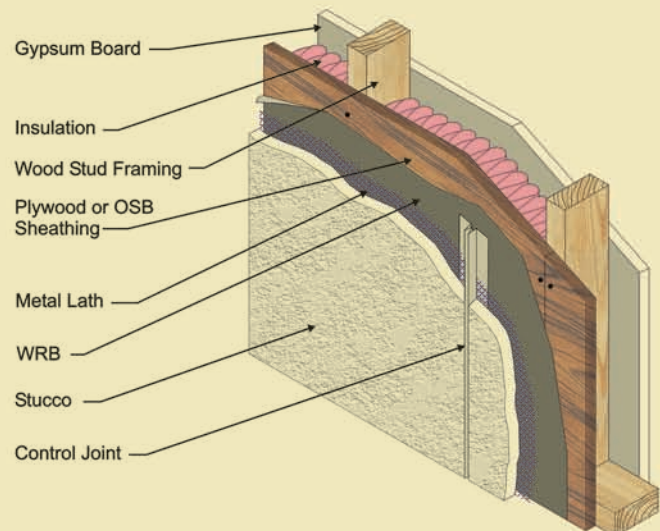 Gypsum Board
Insulation
Wood Stud Framing
Plywood or OSB
Sheathing
Metal Lath
WRB
Stucco
Control Joint